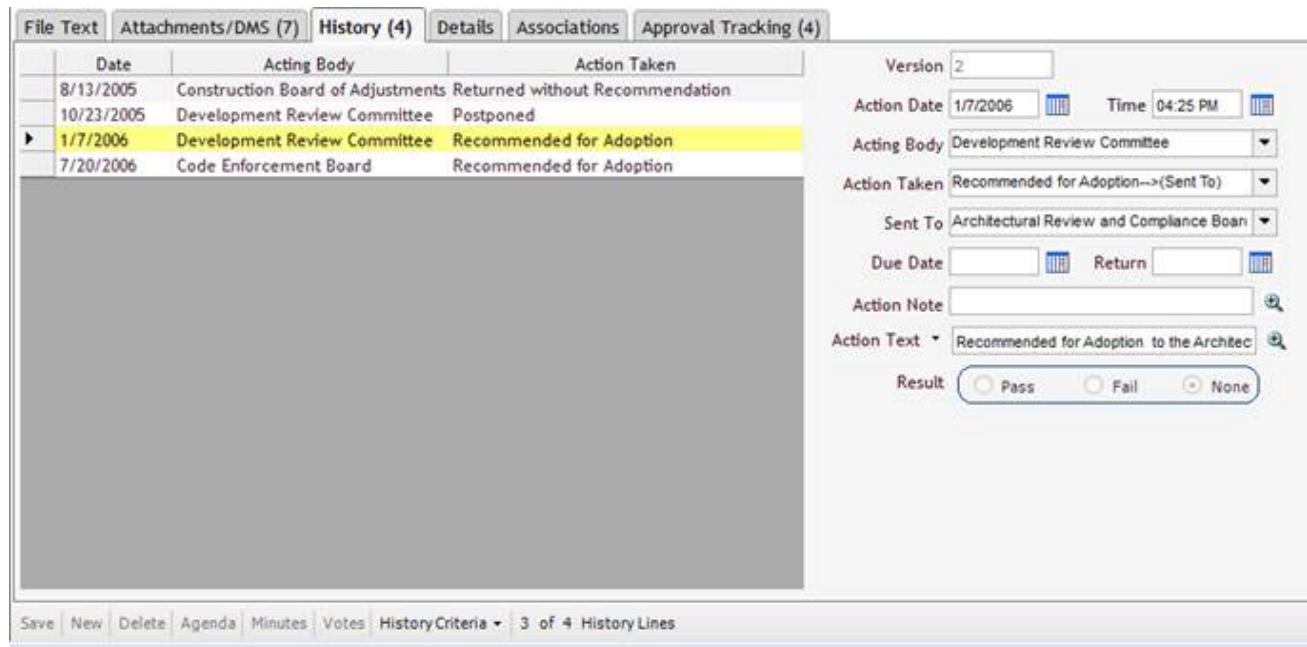 File Text Attachments/DMS (7) History (4) Details Associations Approval Tracking (4)
Date Acting Body Action Taken
8/13/2005 Construction Board of Adjustments Returned without Recommendation
10/23/2005 Development Review Committee Postponed
1/7/2006 Development Review Committee Recommended for Adoption
7/20/2006 Code Enforcement Board Recommended for Adoption
Version 2
Action Date 1/7/2006 Time 04:25 PM
Acting Body Development Review Committee
Action Taken Recommended for Adoption-->(Sent To)
Sent To Architectural Review and Compliance Boar
Due Date Return
Action Note
Action Text Recommended for Adoption to the Architec
Result Pass Fail None
Save New Delete Agenda Minutes Votes History Criteria 3 of 4 History Lines